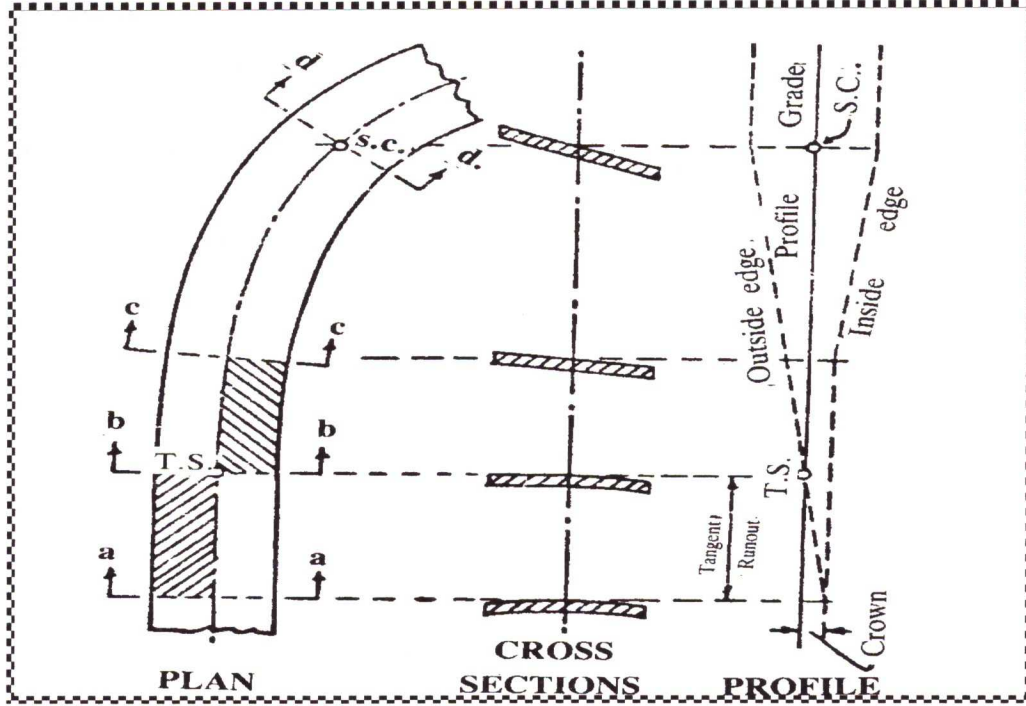 d.
s.c..
d.
c
c
b
b
T.S.
a
a
PLAN
CROSS
SECTIONS
Grade
S.C..
Profile
Outside edge
Inside
edge
T.S.
Tangent
Runout
Crown
PROFILE